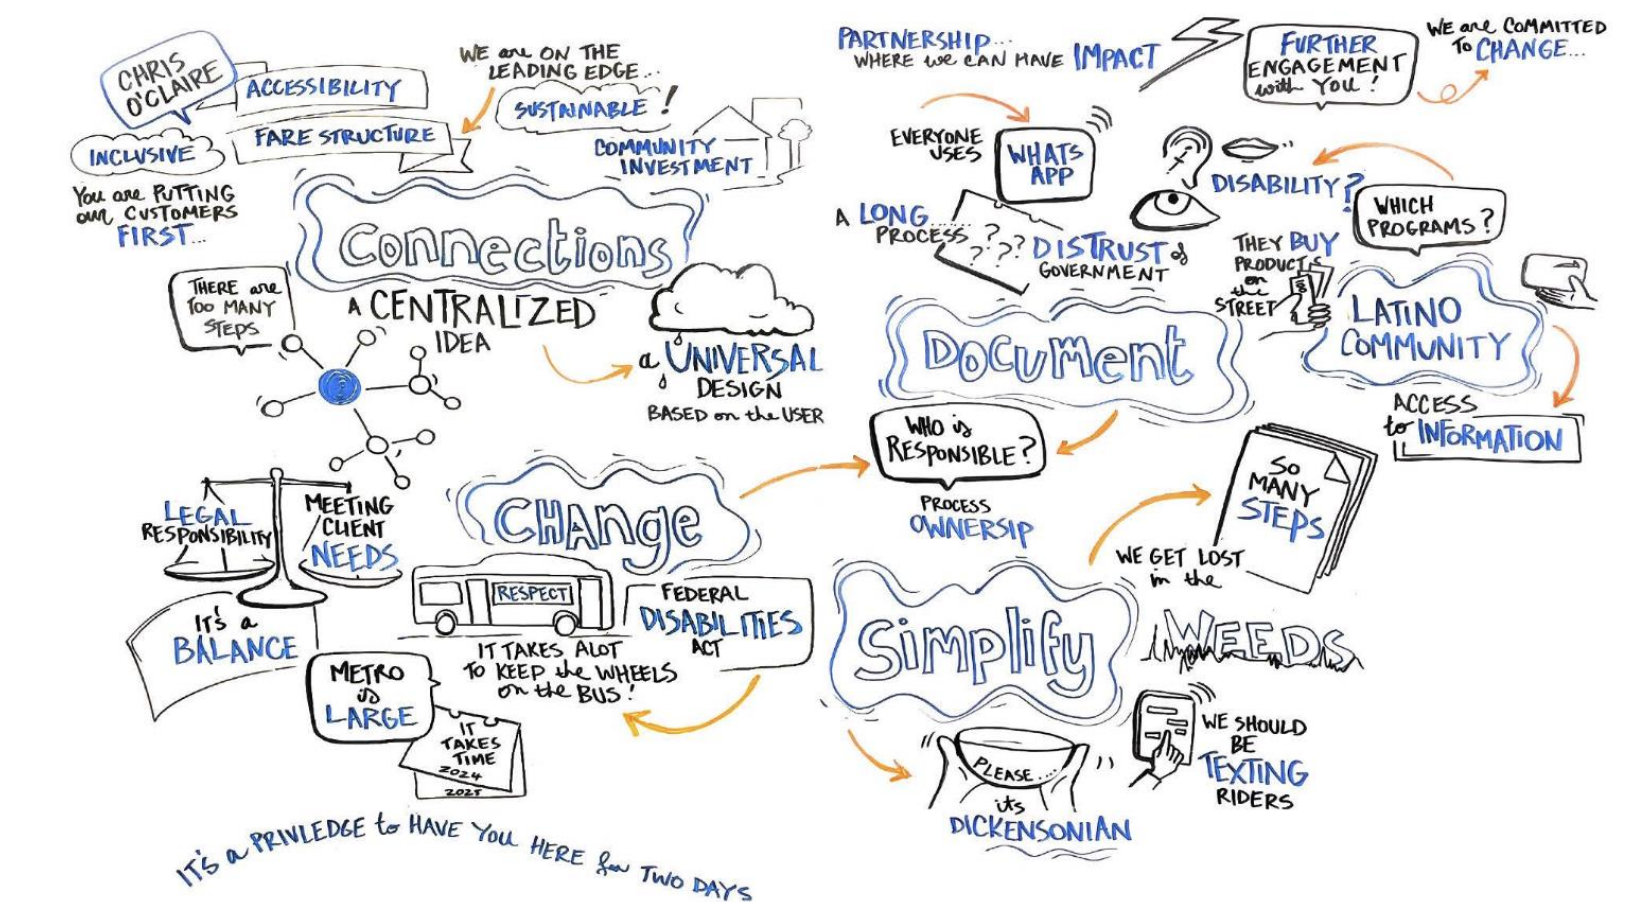 CHRIS
O'CLAIRE
ACCESSIBILITY
FARE STRUCTURE
INCLUSIVE
You are PUTTING
our CUSTOMERS
FIRST...
WE are ON THE
LEADING EDGE...
SUSTAINABLE!
COMMUNITY
INVESTMENT
Connections
A CENTRALIZED
IDEA
THERE are
TOO MANY
STEPS
a UNIVERSAL
DESIGN
BASED on the USER
LEGAL
RESPONSIBILITY
MEETING
CLIENT
NEEDS
IT'S a
BALANCE
CHAnge
RESPECT
IT TAKES ALOT
TO KEEP the WHEELS
on the BUS!
FEDERAL
DISABILITIES
ACT
METRO
is
LARGE
IT
TAKES
TIME
2024
2025
IT'S a PRIVLEDGE to HAVE YOU HERE for TWO DAYS
PARTNERSHIP...
WHERE we CAN HAVE IMPACT
FURTHER
ENGAGEMENT
with YOU!
WE are COMMITTED
To CHANGE...
EVERYONE
USES
WHATS
APP
A LONG......
PROCESS
? ? ?
? ? ?
DISTRUST of
GOVERNMENT
DISABILITY?
WHICH
PROGRAMS?
THEY BUY
PRODUCTS
on
the
STREET
LATINO
COMMUNITY
ACCESS
to INFORMATION
DOCUMENT
WHO is
RESPONSIBLE?
PROCESS
OWNERSIP
SO
MANY
STEPS
WE GET LOST
in the
WEEDS
Simplify
PLEASE....
its
DICKENSONIAN
WE SHOULD
BE
TEXTING
RIDERS